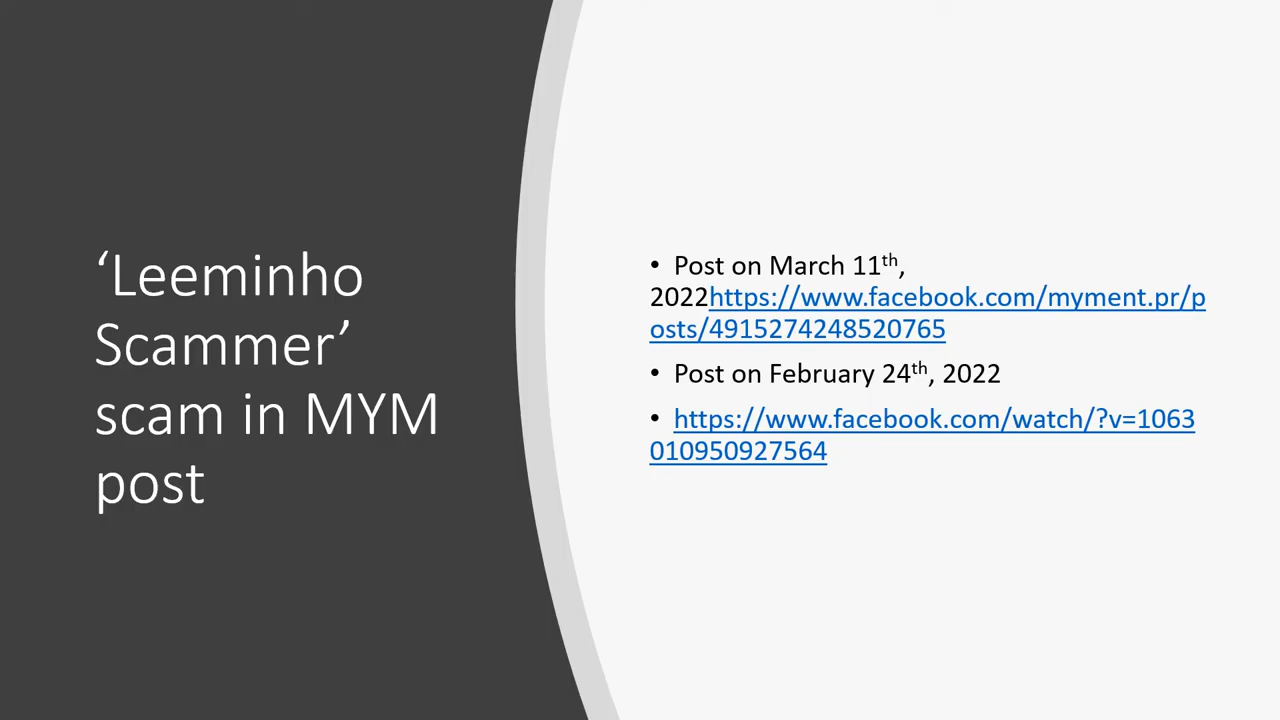 ‘Leeminho
Scammer’
scam in MYM
post
• Post on March 11th,
2022https://www.facebook.com/myment.pr/p
osts/4915274248520765
• Post on February 24th, 2022
• https://www.facebook.com/watch/?v=1063
010950927564